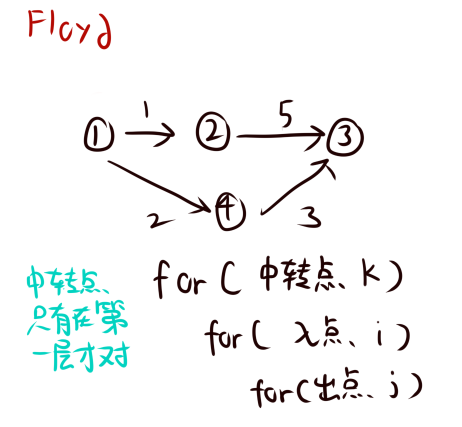 Floyd
1
5
① ② ③
④
2
3
中转点、
只有在第
一层才对
for( 中转点、k)
for( 入点、i)
for(出点、j)